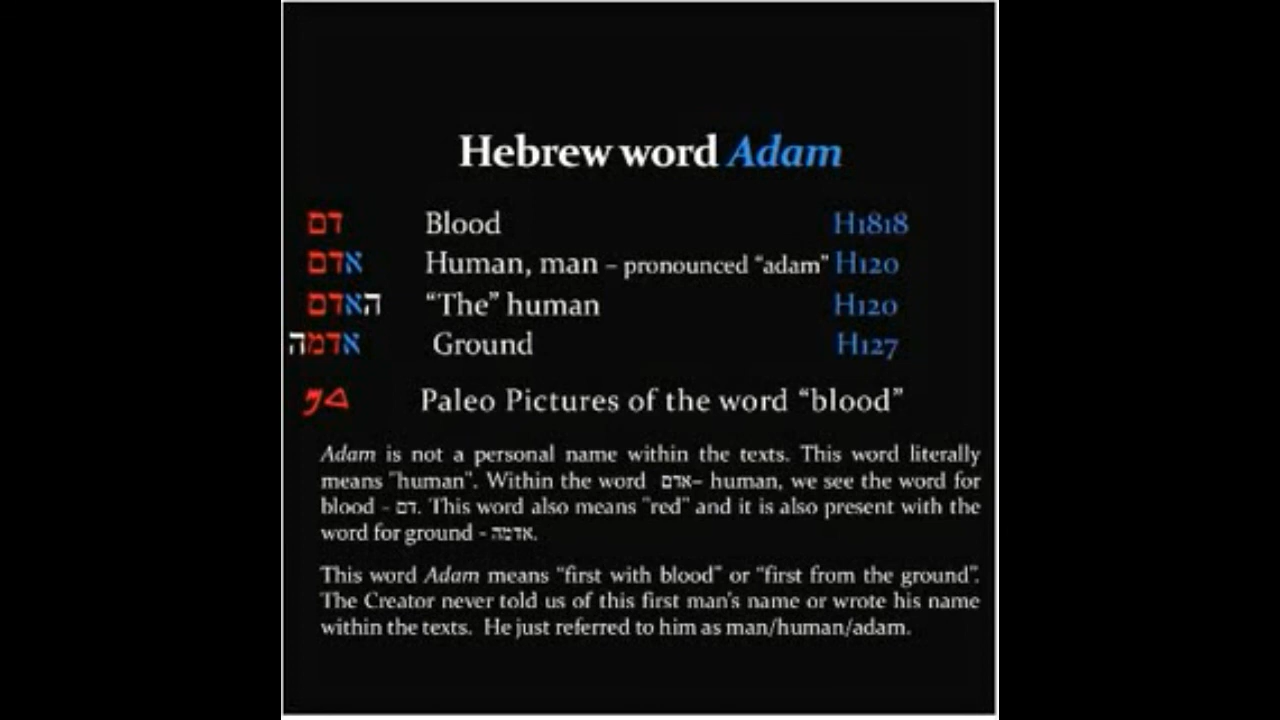 Hebrew word Adam
דם Blood H1818
אדם Human, man – pronounced "adam" H120
האדם "The" human H120
אדמה Ground H127
𐤃𐤌 Paleo Pictures of the word "blood"
Adam is not a personal name within the texts. This word literally
means "human". Within the word אדם– human, we see the word for
blood - דם. This word also means "red" and it is also present with the
word for ground - אדמה.
This word Adam means "first with blood" or "first from the ground".
The Creator never told us of this first man's name or wrote his name
within the texts. He just referred to him as man/human/adam.